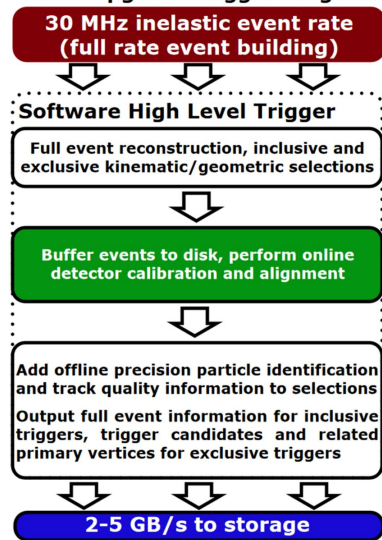 30 MHz inelastic event rate
(full rate event building)
Software High Level Trigger
Full event reconstruction, inclusive and
exclusive kinematic/geometric selections
Buffer events to disk, perform online
detector calibration and alignment
Add offline precision particle identification
and track quality information to selections
Output full event information for inclusive
triggers, trigger candidates and related
primary vertices for exclusive triggers
2-5 GB/s to storage